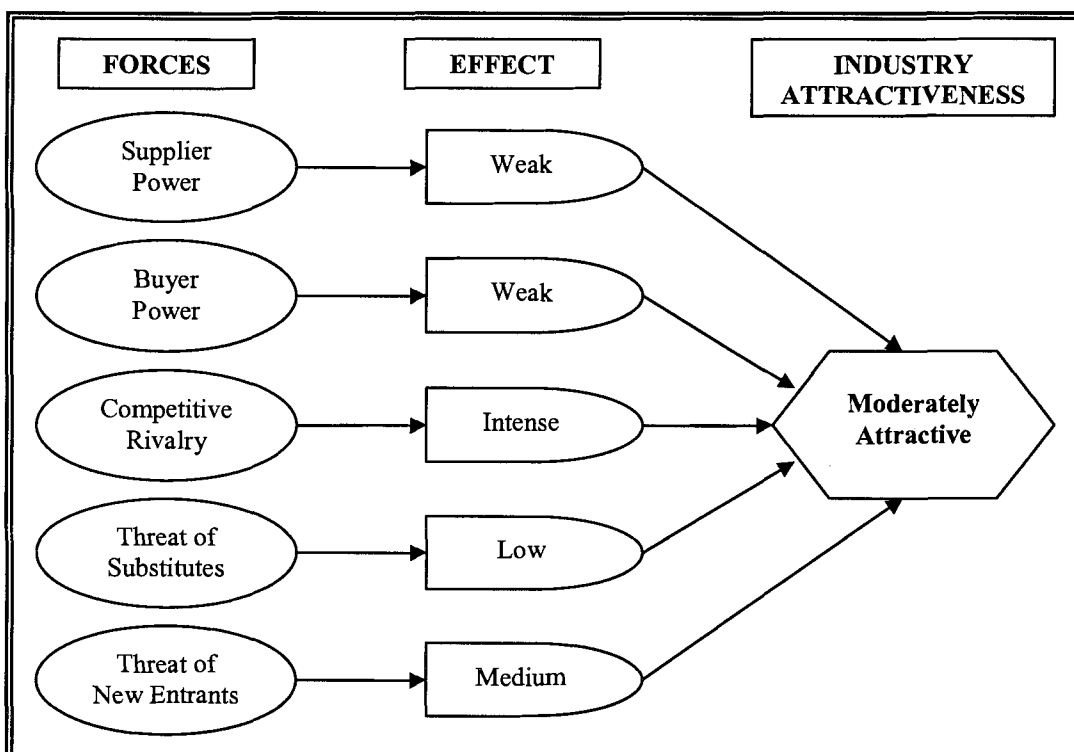 FORCES
EFFECT
INDUSTRY
ATTRACTIVENESS
Supplier
Power
Weak
Buyer
Power
Weak
Competitive
Rivalry
Intense
Moderately
Attractive
Threat of
Substitutes
Low
Threat of
New Entrants
Medium